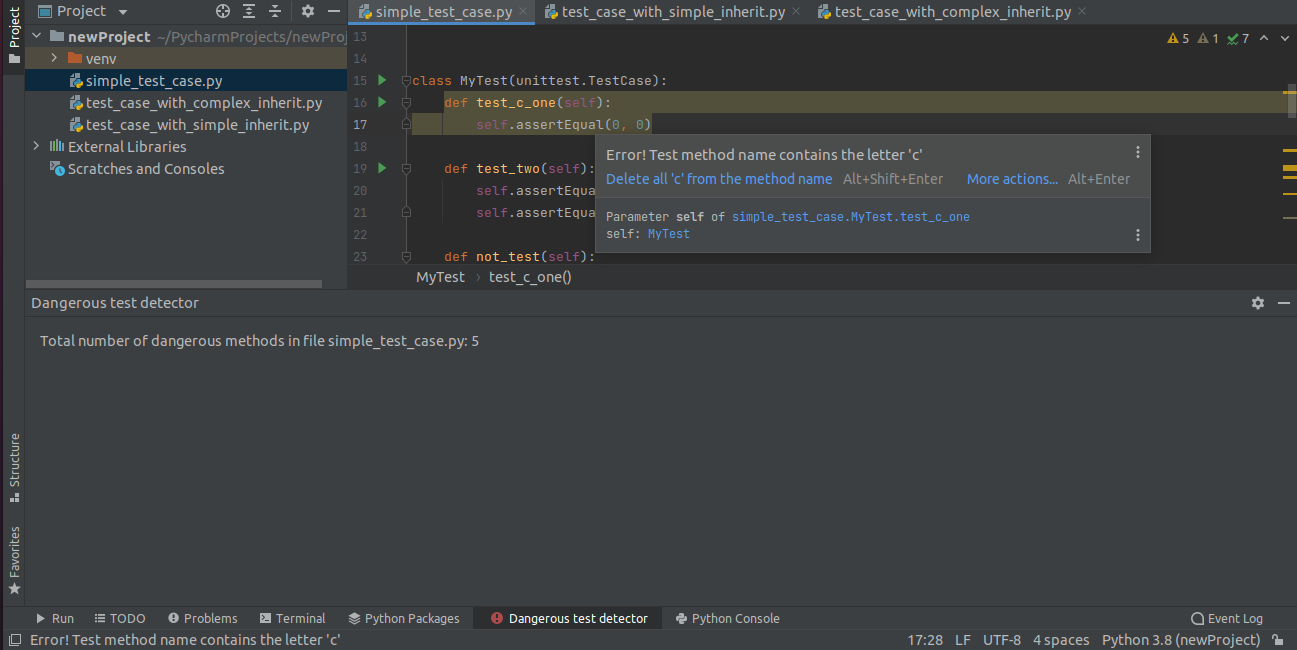 Project
Project
simple_test_case.py
test_case_with_simple_inherit.py
test_case_with_complex_inherit.py
newProject ~/PycharmProjects/newProj
venv
simple_test_case.py
test_case_with_complex_inherit.py
test_case_with_simple_inherit.py
External Libraries
Scratches and Consoles
5 1 7
13
14
15 class MyTest(unittest.TestCase):
16 def test_c_one(self):
17 self.assertEqual(0, 0)
18
19 def test_two(self):
20 self.assertEqua
21 self.assertEqua
22
23 def not_test(self):
Error! Test method name contains the letter 'c'
Delete all 'c' from the method name Alt+Shift+Enter More actions... Alt+Enter
Parameter self of simple_test_case.MyTest.test_c_one
self: MyTest
MyTest › test_c_one()
Dangerous test detector
Total number of dangerous methods in file simple_test_case.py: 5
Structure
Favorites
Run TODO Problems Terminal Python Packages Dangerous test detector Python Console Event Log
Error! Test method name contains the letter 'c' 17:28 LF UTF-8 4 spaces Python 3.8 (newProject)